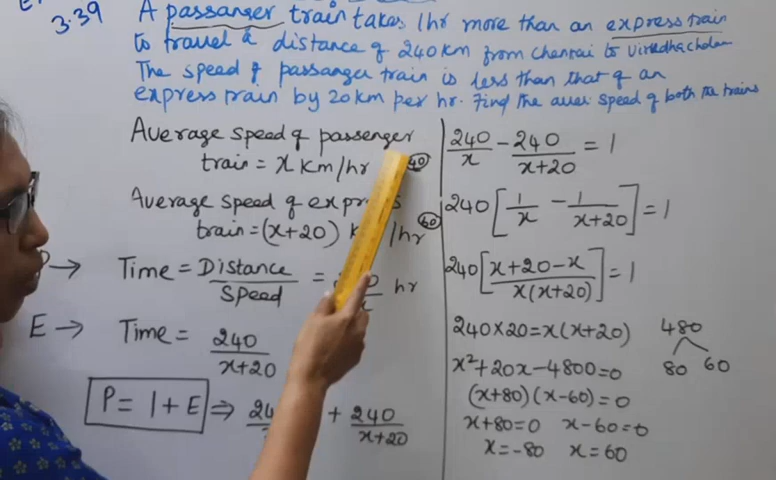 3.39 A passanger train takes 1hr more than an express train
to travel a distance of 240km from chennai to Virudhachalam
The speed of passanger train is less than that of an
express train by 20km per hr. Find the aver speed of both the trains
Average speed of passenger
train = x km/hr 40
Average speed of
train = (x+20) /hr 60
→ Time = Distance/Speed = hr
E → Time = 240/x+20
P = 1 + E ⇒ + 240/x+20
240/x - 240/x+20 = 1
240[1/x - 1/x+20] = 1
240[x+20-x/x(x+20)] = 1
240×20=x(x+20)
x²+20x-4800=0
(x+80)(x-60)=0
x+80=0 x-60=0
x=-80 x=60
480
80 60